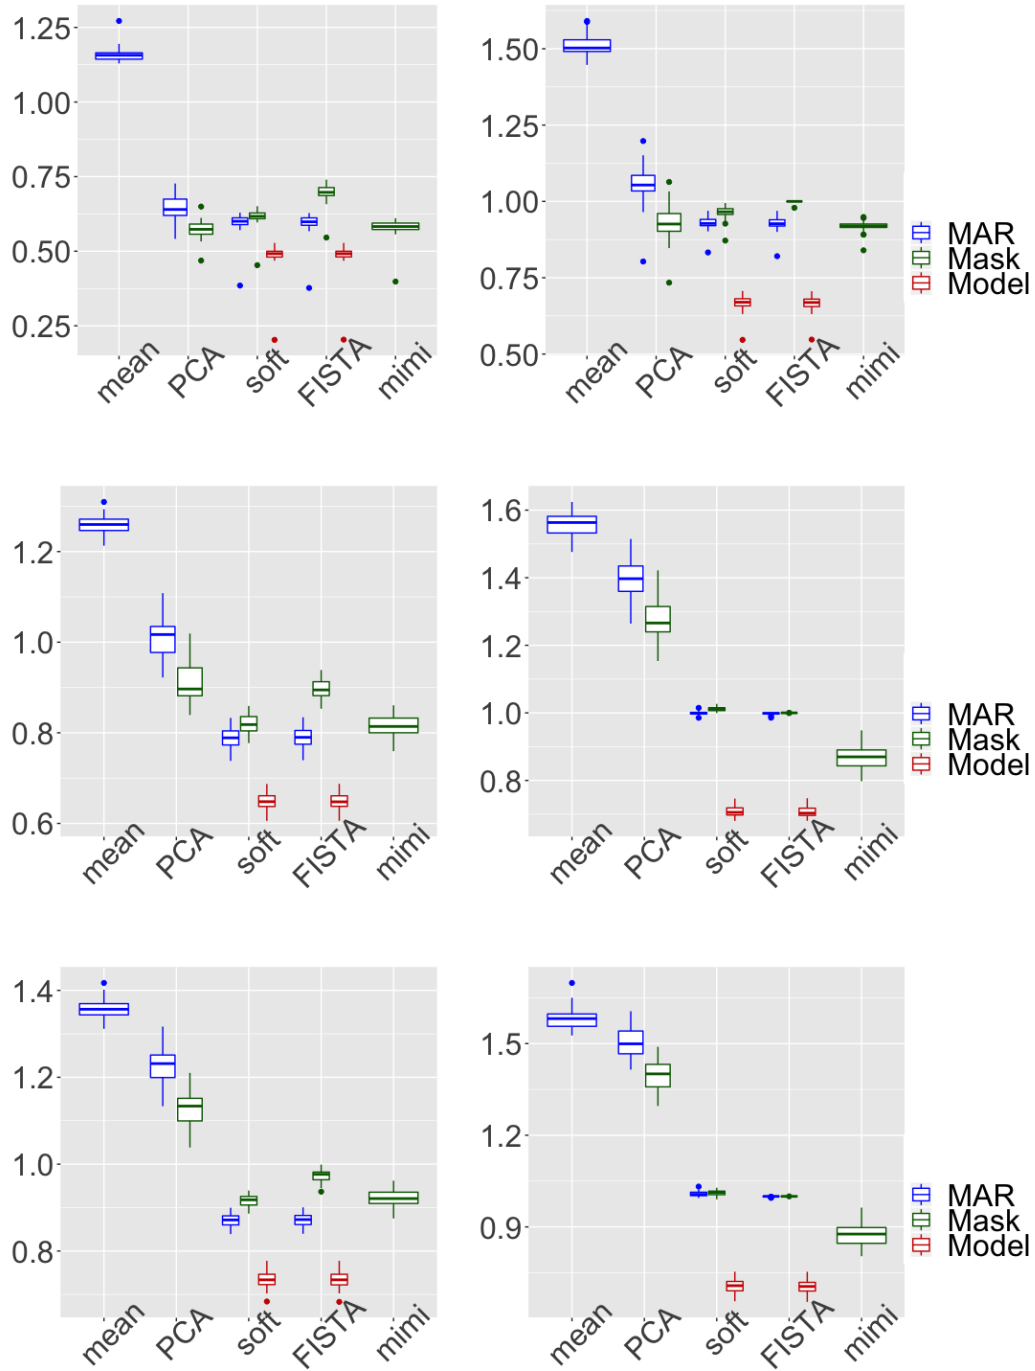 1.25
1.00
0.75
0.50
0.25
mean
PCA
soft
FISTA
mimi
1.50
1.25
1.00
0.75
0.50
mean
PCA
soft
FISTA
mimi
MAR
Mask
Model
1.2
1.0
0.8
0.6
mean
PCA
soft
FISTA
mimi
1.6
1.4
1.2
1.0
0.8
mean
PCA
soft
FISTA
mimi
MAR
Mask
Model
1.4
1.2
1.0
0.8
mean
PCA
soft
FISTA
mimi
1.5
1.2
0.9
mean
PCA
soft
FISTA
mimi
MAR
Mask
Model